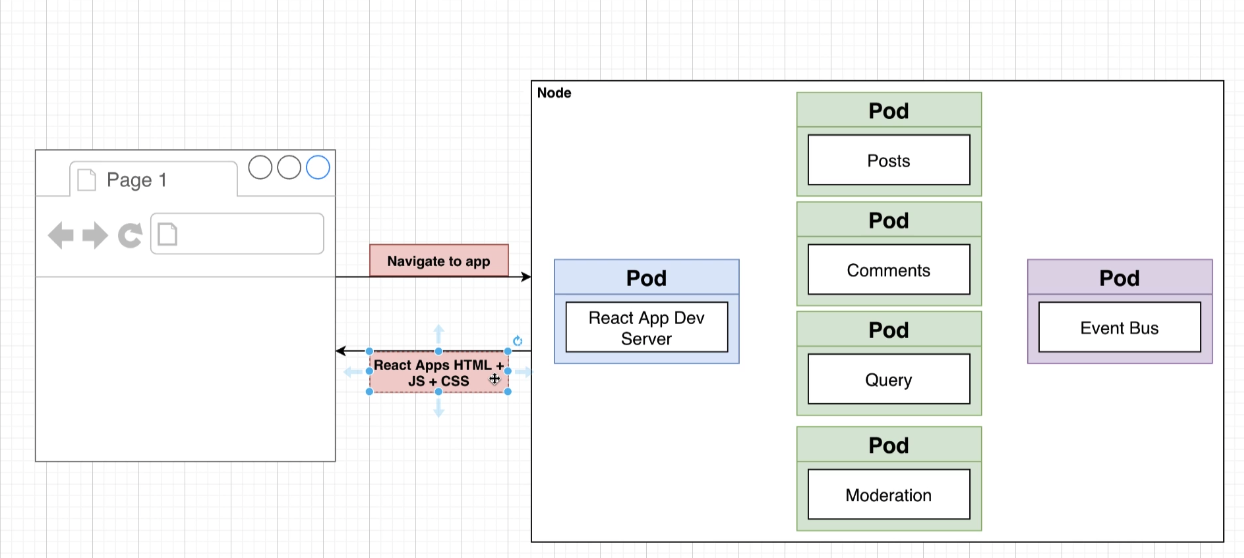 Node
Page 1
Navigate to app
React Apps HTML +
JS + CSS
Pod
React App Dev
Server
Pod
Posts
Pod
Comments
Pod
Query
Pod
Moderation
Pod
Event Bus